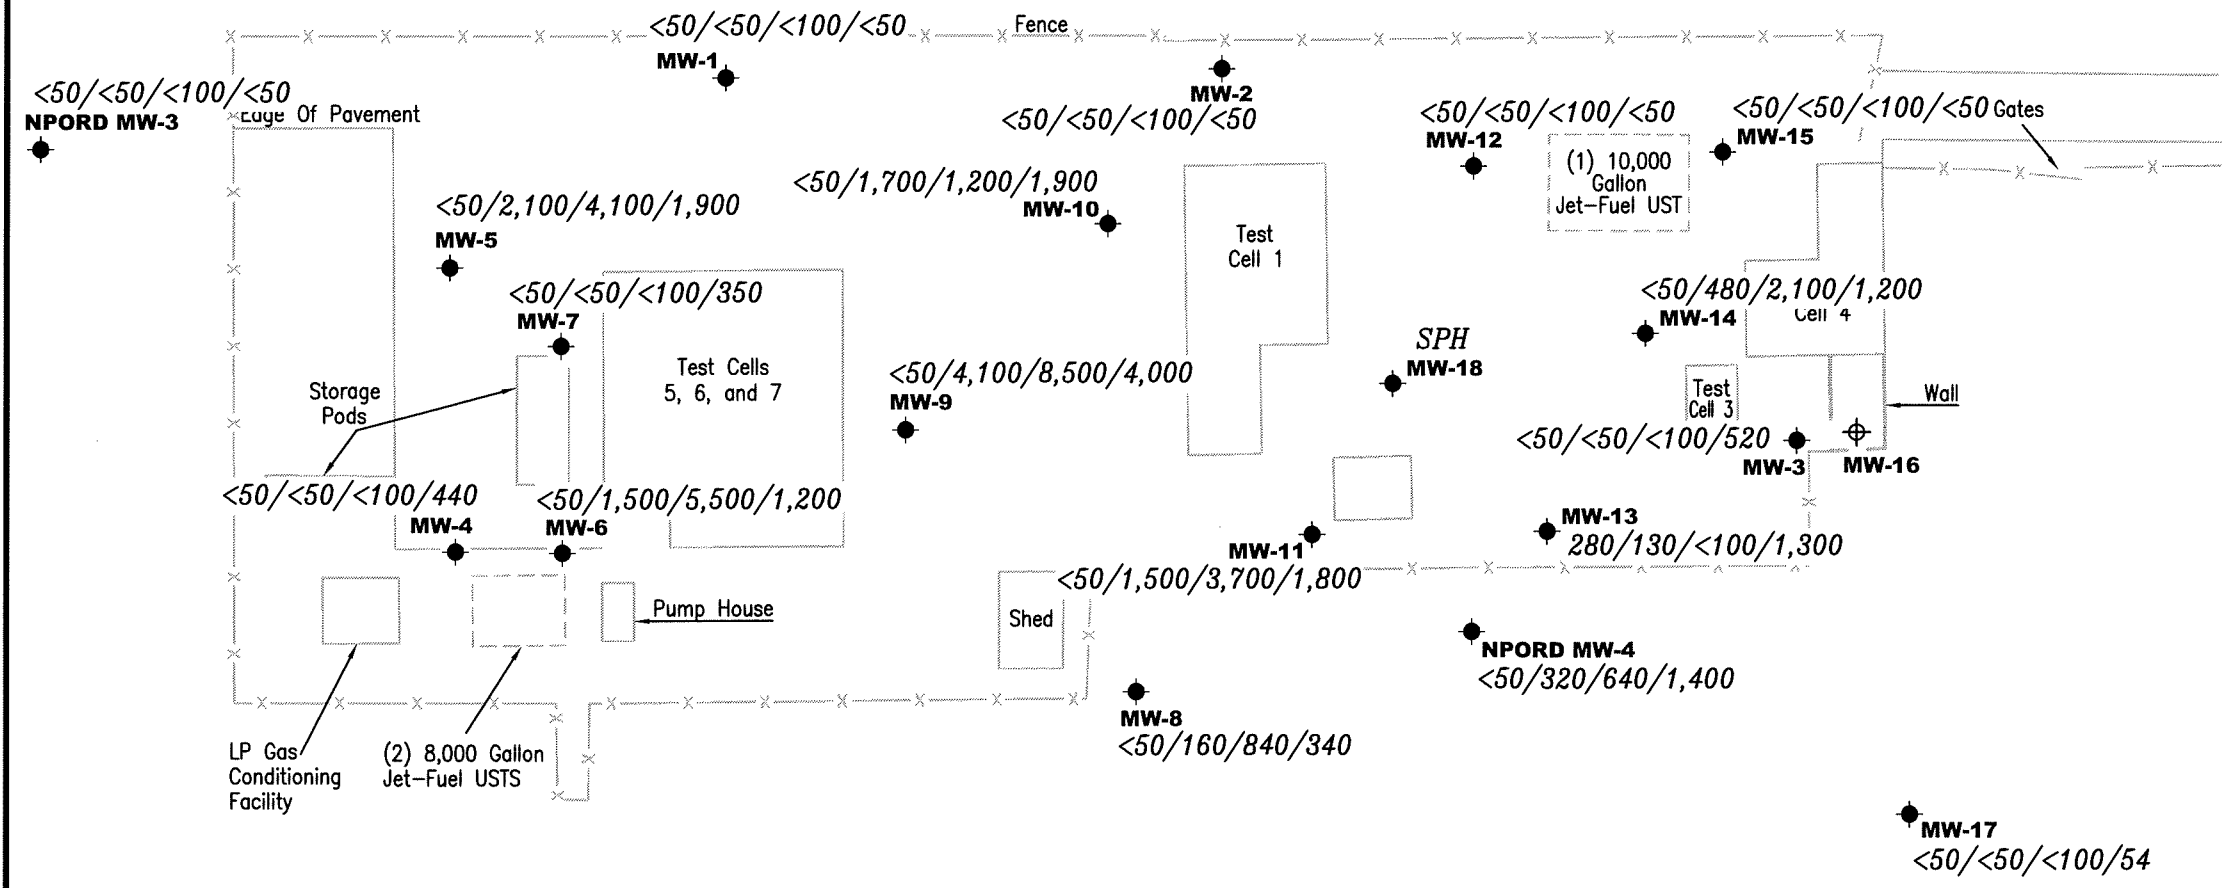 <50/<50/<100/<50
Fence
MW-1
MW-2
<50/<50/<100/<50
<50/<50/<100/<50
NPORD MW-3
Edge Of Pavement
<50/<50/<100/<50
MW-12
<50/<50/<100/<50
MW-15
Gates
(1) 10,000
Gallon
Jet-Fuel UST
<50/1,700/1,200/1,900
MW-10
<50/2,100/4,100/1,900
MW-5
Test
Cell 1
<50/<50/<100/350
MW-7
<50/480/2,100/1,200
MW-14
Cell 4
SPH
MW-18
Test Cells
5, 6, and 7
<50/4,100/8,500/4,000
MW-9
Storage
Pods
Test
Cell 3
Wall
<50/<50/<100/520
MW-3
MW-16
<50/<50/<100/440
MW-4
<50/1,500/5,500/1,200
MW-6
MW-13
280/130/<100/1,300
MW-11
<50/1,500/3,700/1,800
Pump House
Shed
NPORD MW-4
<50/320/640/1,400
MW-8
<50/160/840/340
LP Gas
Conditioning
Facility
(2) 8,000 Gallon
Jet-Fuel USTS
MW-17
<50/<50/<100/54